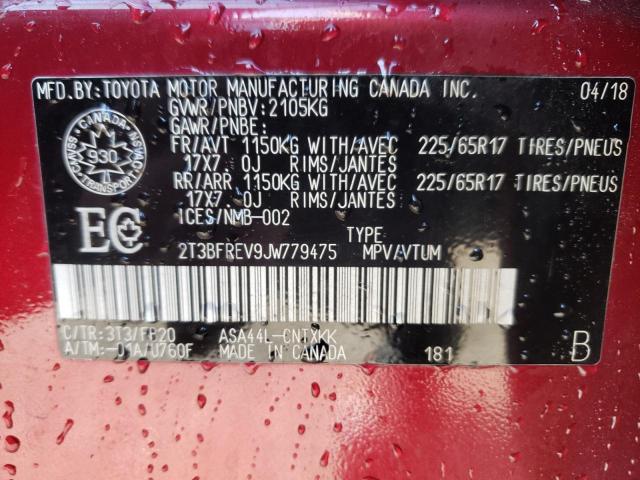 MFD.BY:TOYOTA MOTOR MANUFACTURING CANADA INC. 04/18
GVWR/PNBV:2105KG
GAWR/PNBE:
FR/AVT 1150KG WITH/AVEC 225/65R17 TIRES/PNEUS
17X7.0J RIMS/JANTES
RR/ARR 1150KG WITH/AVEC 225/65R17 TIRES/PNEUS
17X7.0J RIMS/JANTES
ICES/NMB-002
CANADA
930
TRANSPORT
EC
TYPE
2T3BFREV9JW779475 MPV/VTUM
C/TR:3T3/FB20 ASA44L-CNTXKK
A/TM:-01A/U760F MADE IN CANADA 181 B